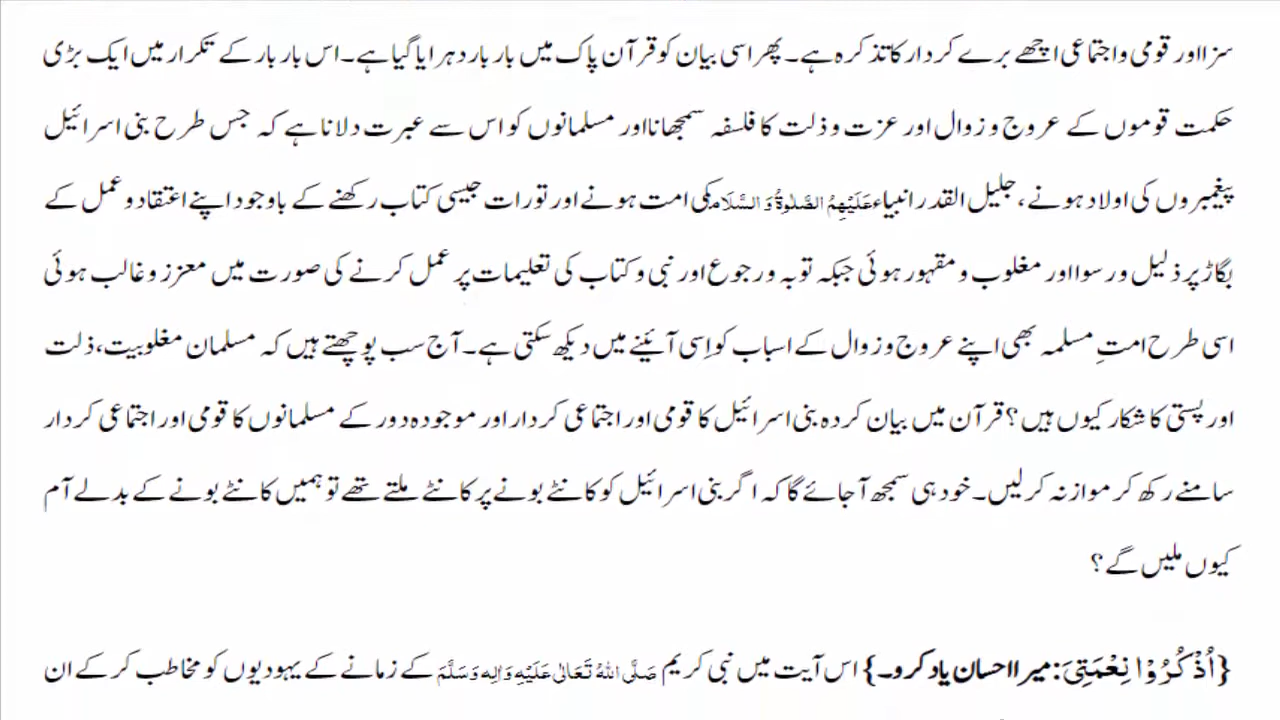 سزا اور قومی و اجتماعی اچھے برے کردار کا تذکرہ ہے۔ پھر اسی بیان کو قرآن پاک میں بار بار دہرایا گیا ہے۔ اس بار بار کے تکرار میں ایک بڑی
حکمت قوموں کے عروج و زوال اور عزت و ذلت کا فلسفہ سمجھانا اور مسلمانوں کو اس سے عبرت دلانا ہے کہ جس طرح بنی اسرائیل
پیغمبروں کی اولاد ہونے، جلیل القدر انبیاء عَلَيْهِمُ الصَّلٰوةُ وَ السَّلَام کی امت ہونے اور تورات جیسی کتاب رکھنے کے باوجود اپنے اعتقاد و عمل کے
بگاڑ پر ذلیل و رسوا اور مغلوب و مقہور ہوئی جبکہ توبہ و رجوع اور نبی و کتاب کی تعلیمات پر عمل کرنے کی صورت میں معزز و غالب ہوئی
اسی طرح امتِ مسلمہ بھی اپنے عروج و زوال کے اسباب کو اِسی آئینے میں دیکھ سکتی ہے۔ آج سب پوچھتے ہیں کہ مسلمان مغلوبیت، ذلت
اور پستی کا شکار کیوں ہیں؟ قرآن میں بیان کردہ بنی اسرائیل کا قومی اور اجتماعی کردار اور موجودہ دور کے مسلمانوں کا قومی اور اجتماعی کردار
سامنے رکھ کر موازنہ کرلیں۔ خود ہی سمجھ آجائے گا کہ اگر بنی اسرائیل کو کانٹے بونے پر کانٹے ملتے تھے تو ہمیں کانٹے بونے کے بدلے آم
کیوں ملیں گے؟
{اُذْكُرُوْا نِعْمَتِیَ: میرا احسان یاد کرو۔} اس آیت میں نبی کریم صَلَّى اللهُ تَعَالٰى عَلَيْهِ وَاٰلِهٖ وَسَلَّمَ کے زمانے کے یہودیوں کو مخاطب کر کے ان